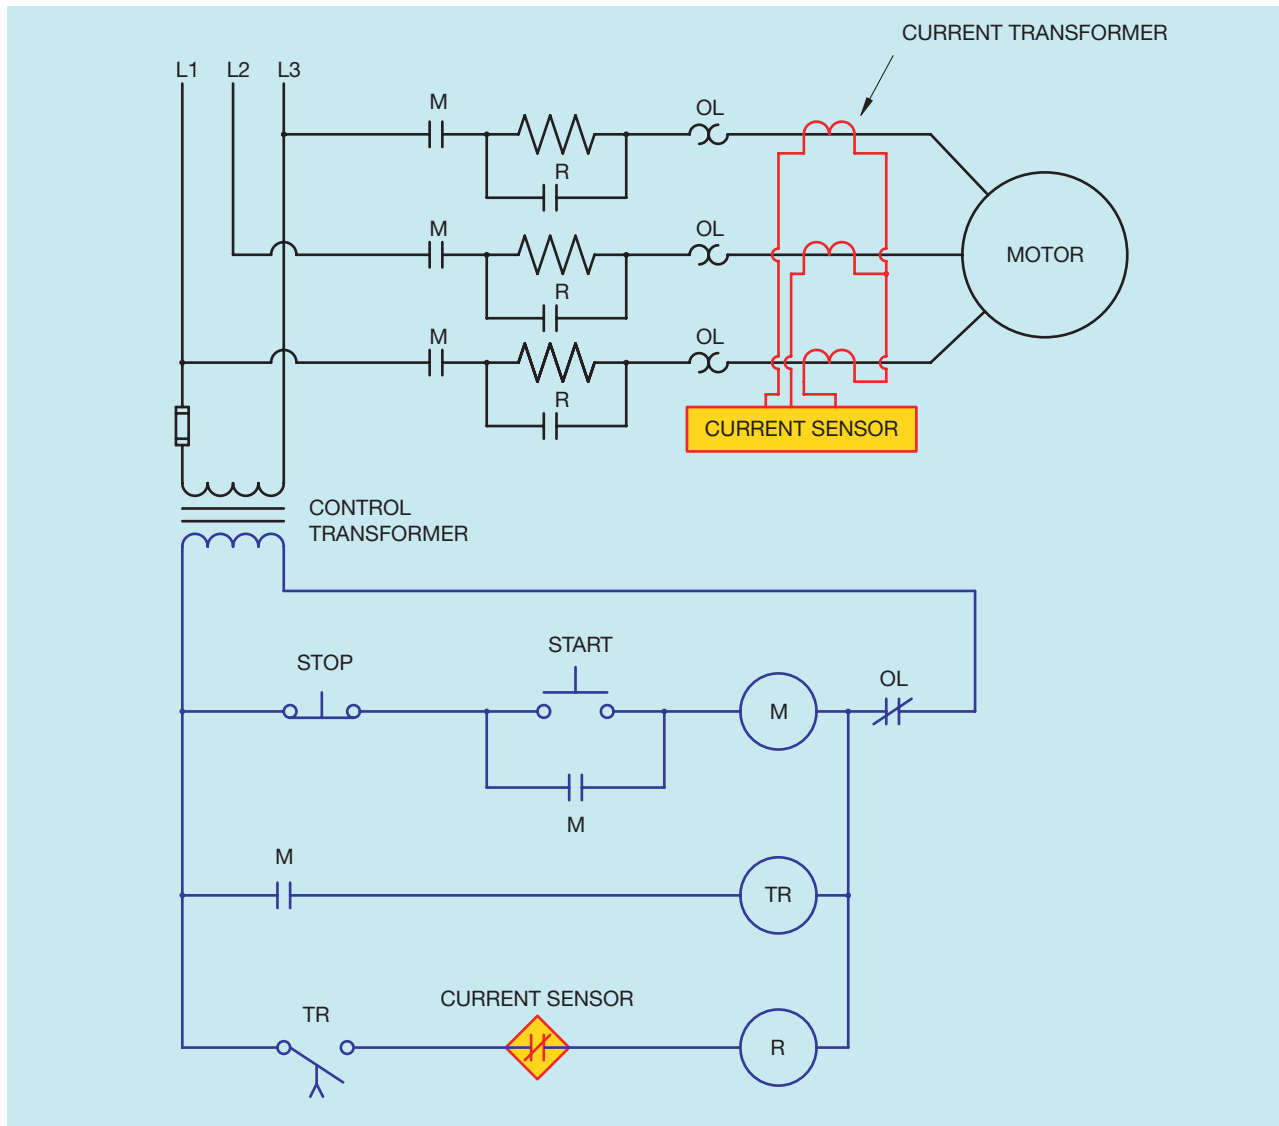 CURRENT TRANSFORMER
L1 L2 L3
M
OL
R
M
OL
R
MOTOR
M
OL
R
CURRENT SENSOR
CONTROL
TRANSFORMER
STOP
START
M
OL
M
M
TR
TR
CURRENT SENSOR
R